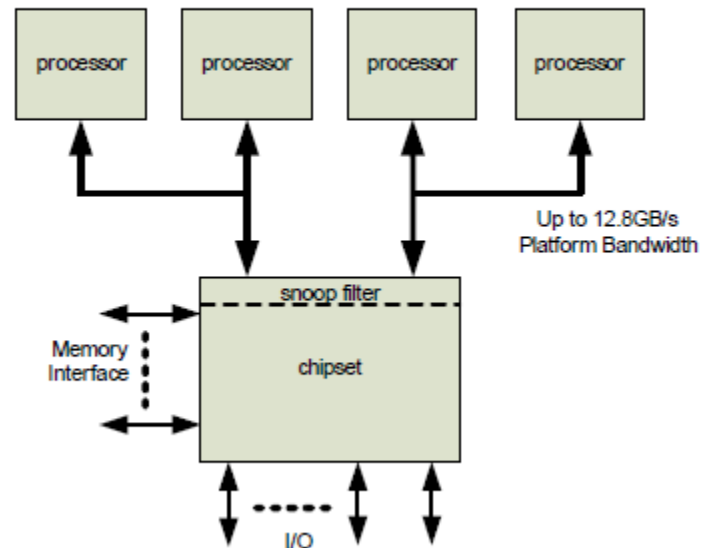 processor
processor
processor
processor
Up to 12.8GB/s
Platform Bandwidth
snoop filter
Memory
Interface
chipset
I/O